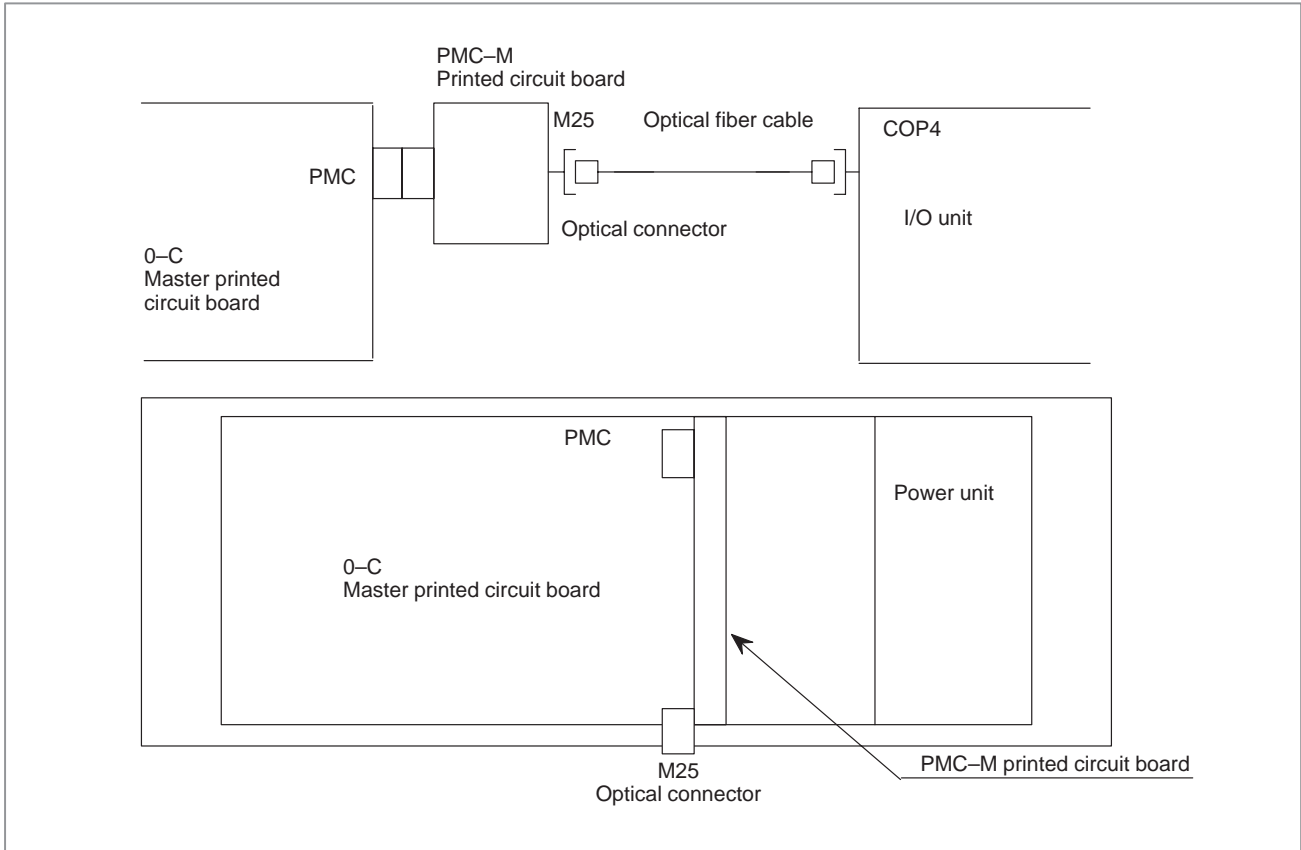 PMC–M
Printed circuit board
M25
Optical fiber cable
COP4
PMC
Optical connector
I/O unit
0–C
Master printed
circuit board
PMC
Power unit
0–C
Master printed circuit board
PMC–M printed circuit board
M25
Optical connector